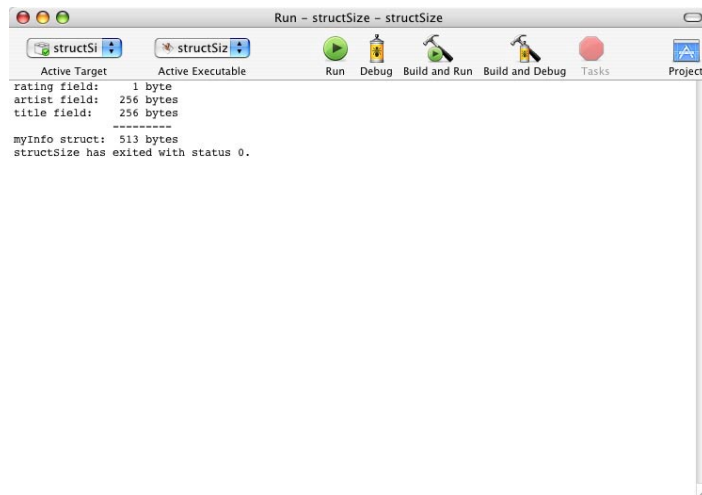 Run – structSize – structSize
structSi structSiz
Active Target Active Executable Run Debug Build and Run Build and Debug Tasks Project
rating field: 1 byte
artist field: 256 bytes
title field: 256 bytes
---------
myInfo struct: 513 bytes
structSize has exited with status 0.